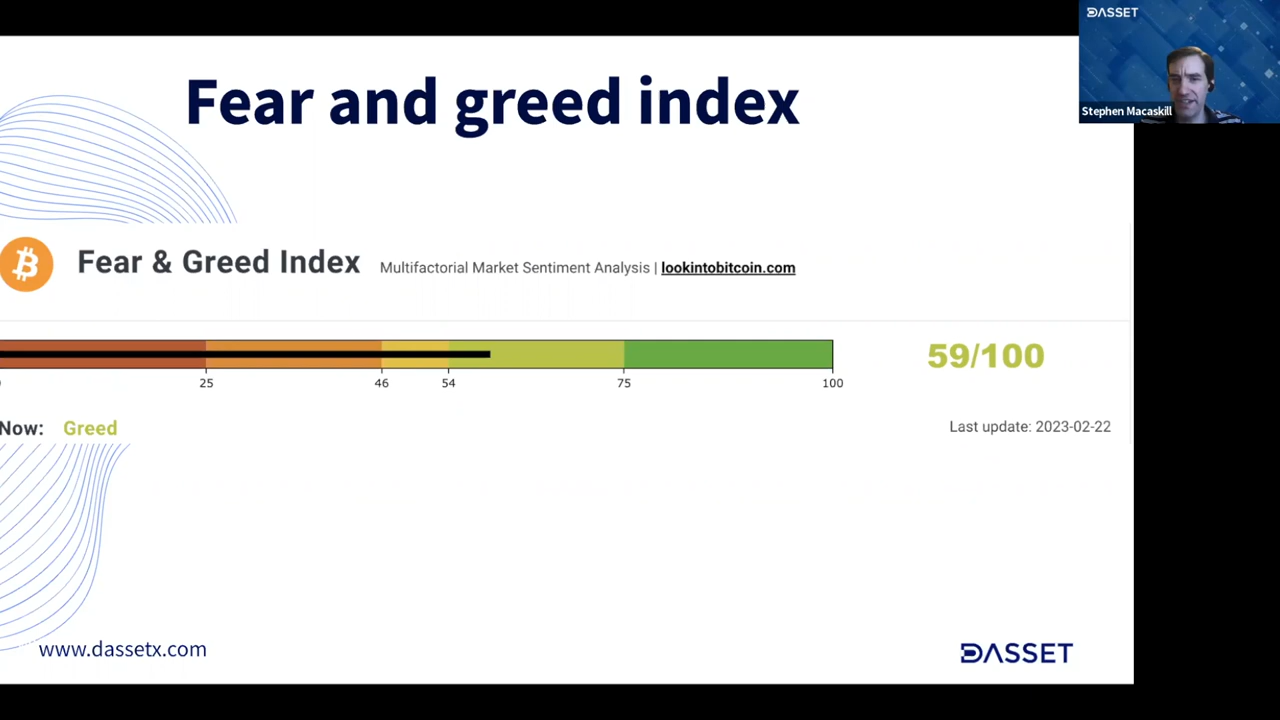 DASSET
Stephen Macaskill
Fear and greed index
Fear & Greed Index
Multifactorial Market Sentiment Analysis | lookintobitcoin.com
25 46 54 75 100
59/100
Now: Greed
Last update: 2023-02-22
www.dassetx.com
DASSET